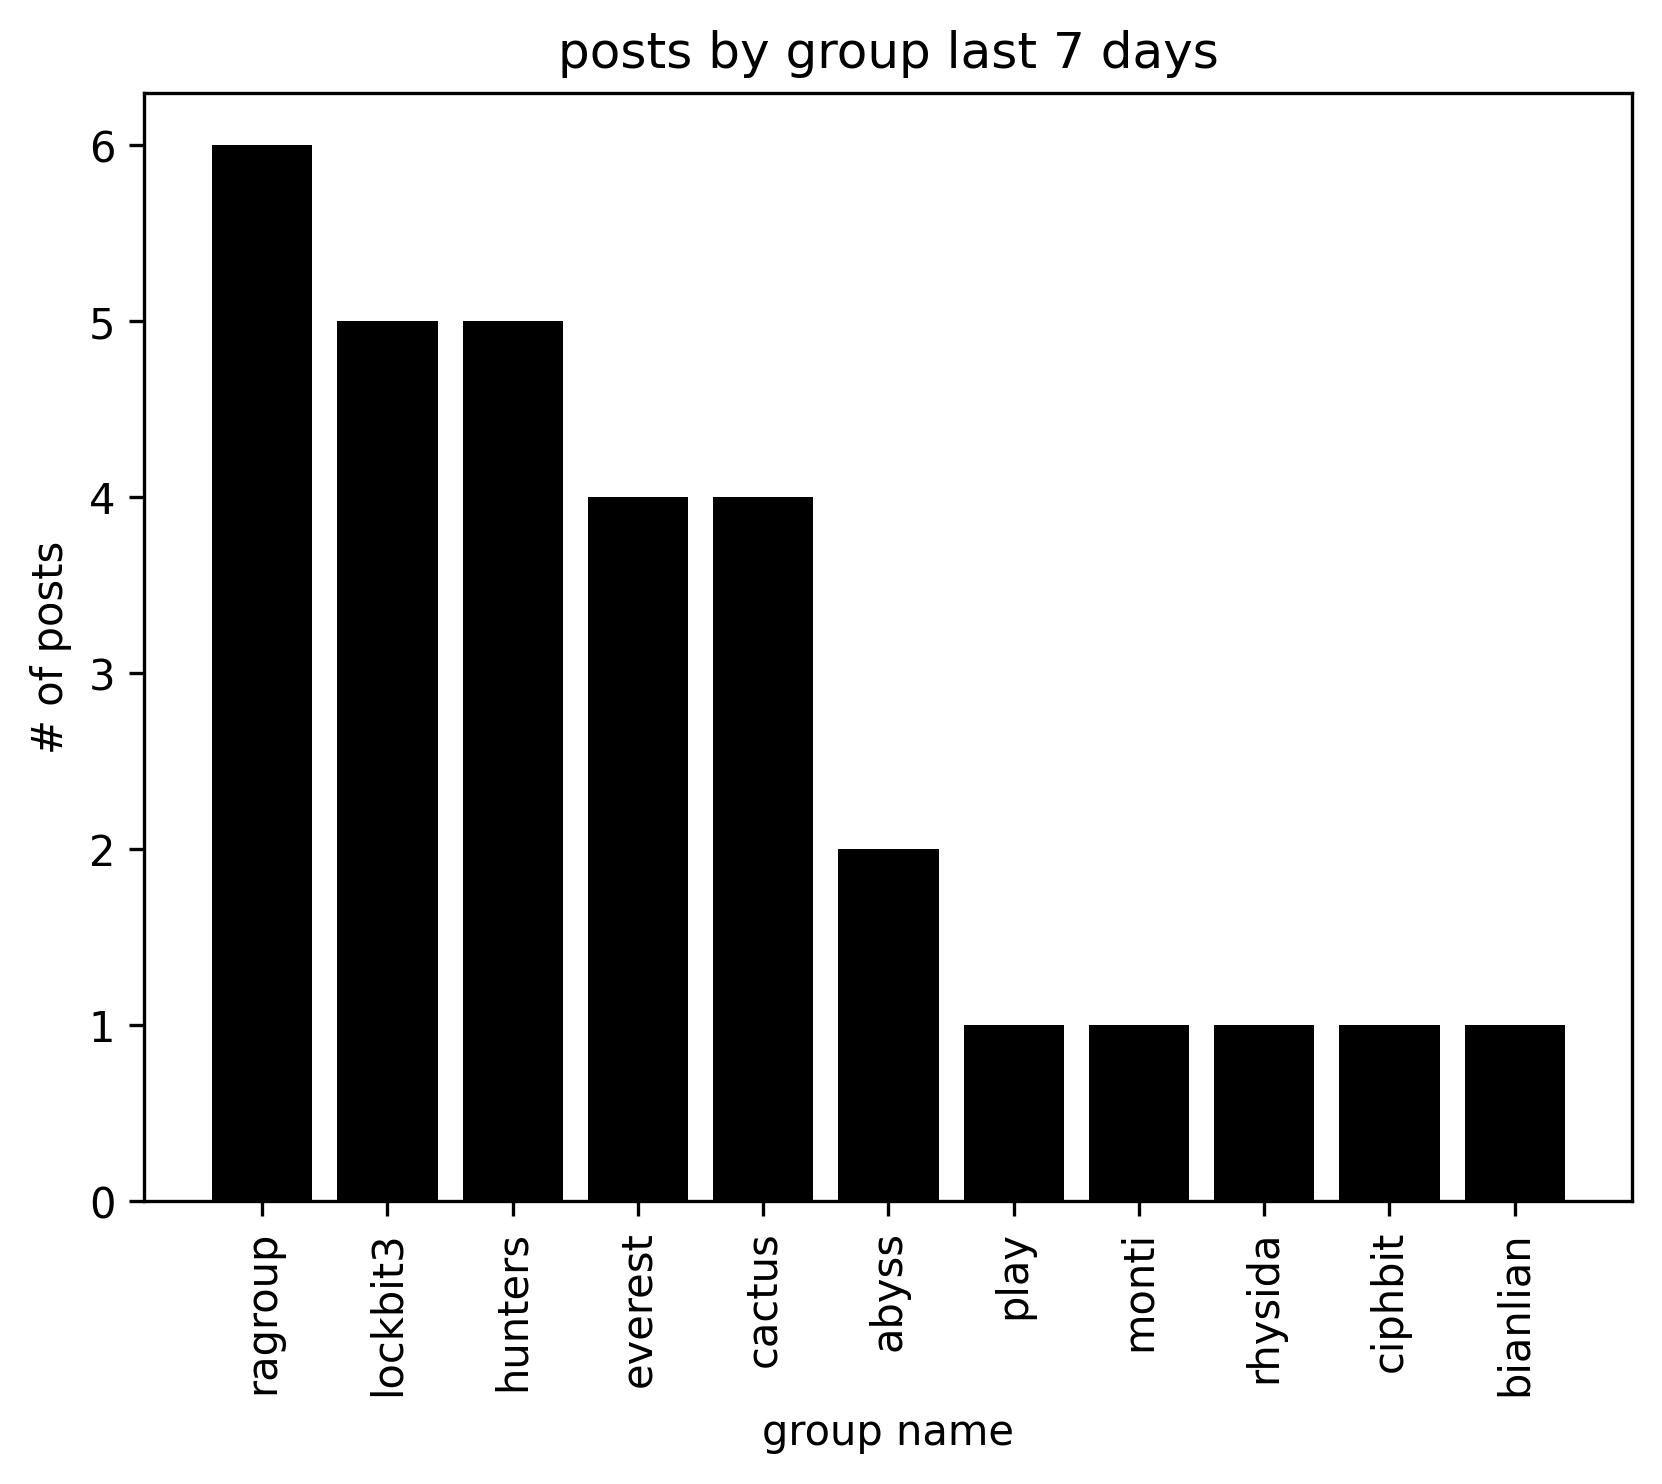 posts by group last 7 days
6
5
4
3
2
1
0
# of posts
ragroup
lockbit3
hunters
everest
cactus
abyss
play
monti
rhysida
ciphbit
bianlian
group name